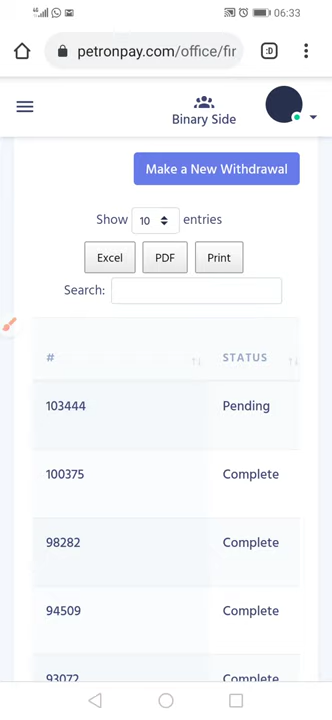 06:33
petronpay.com/office/fir
:D
Binary Side
Make a New Withdrawal
Show 10 entries
Excel PDF Print
Search:
# STATUS
103444 Pending
100375 Complete
98282 Complete
94509 Complete
93072 Complete